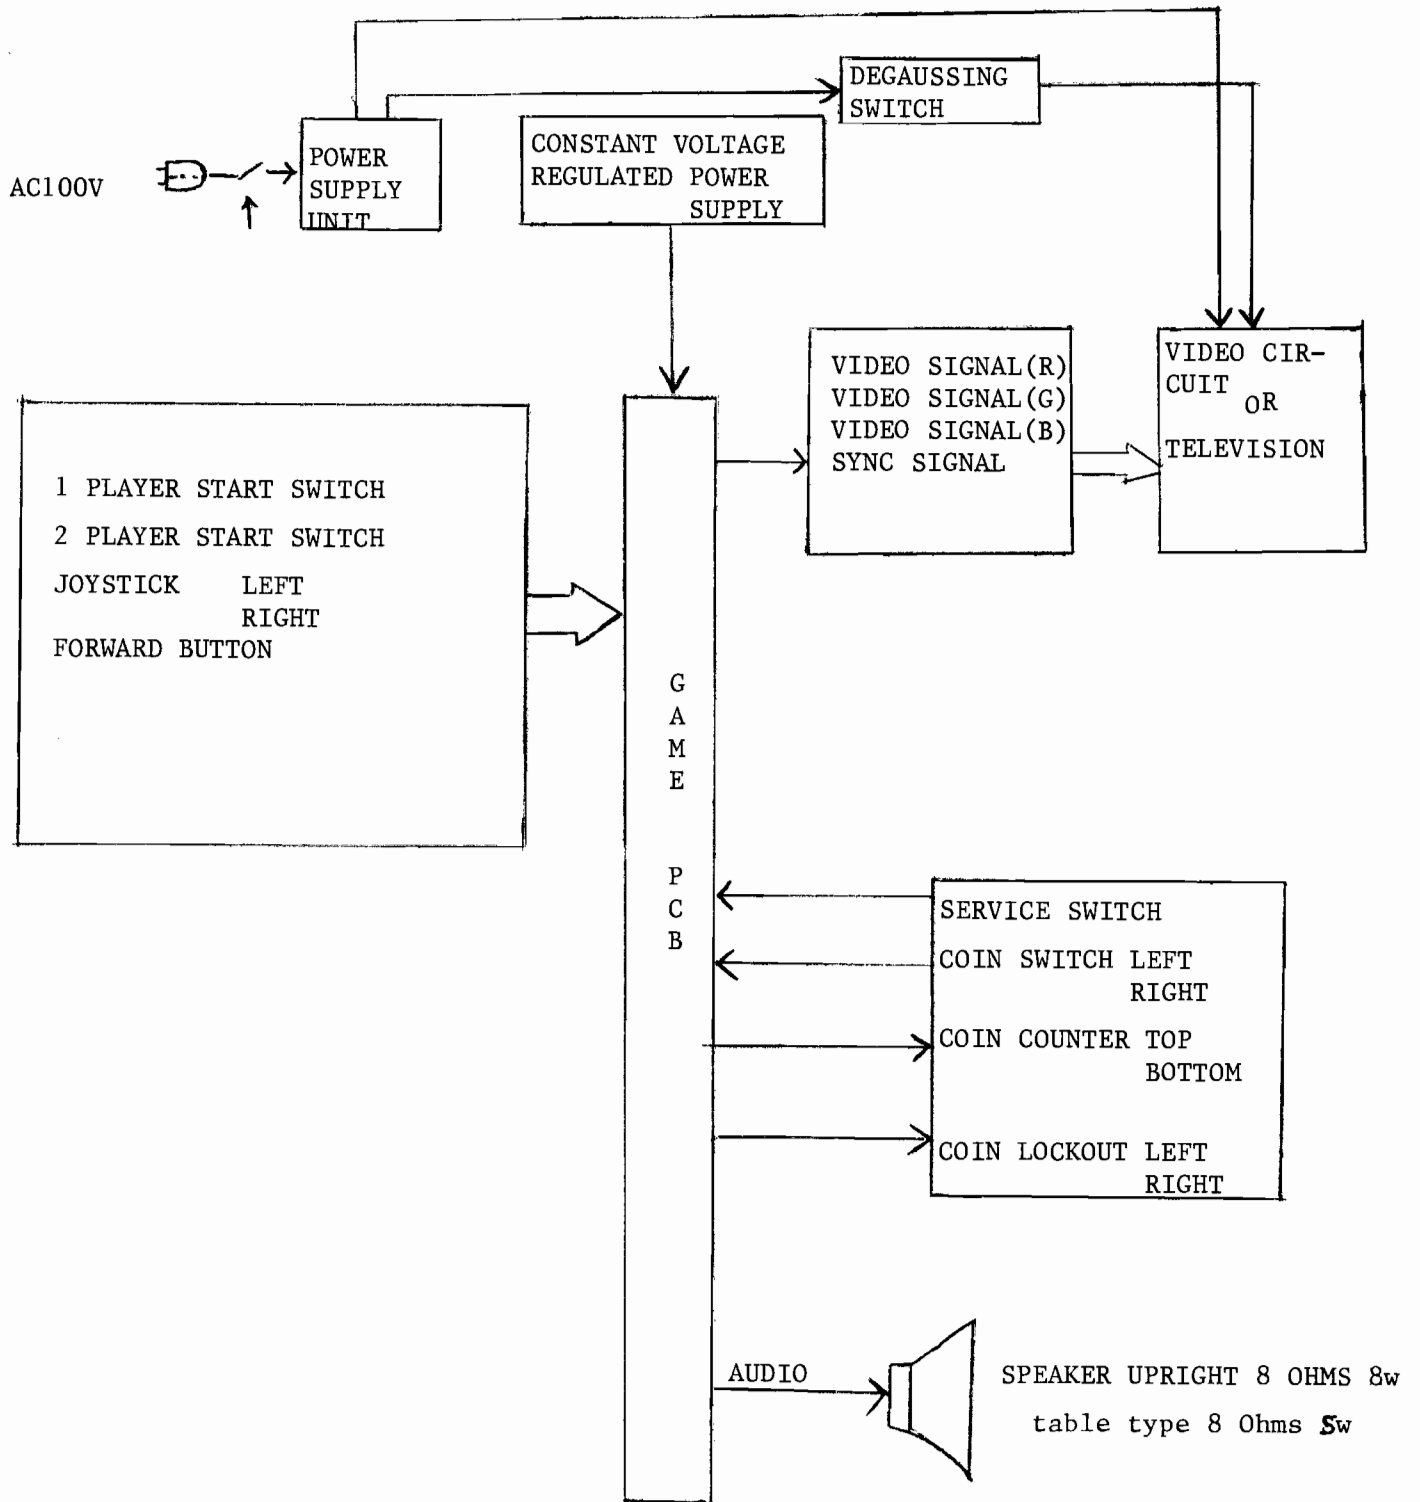 DEGAUSSING
SWITCH
AC100V
POWER
SUPPLY
UNIT
CONSTANT VOLTAGE
REGULATED POWER
SUPPLY
VIDEO SIGNAL(R)
VIDEO SIGNAL(G)
VIDEO SIGNAL(B)
SYNC SIGNAL
VIDEO CIR-
CUIT
OR
TELEVISION
1 PLAYER START SWITCH
2 PLAYER START SWITCH
JOYSTICK LEFT
RIGHT
FORWARD BUTTON
G
A
M
E
P
C
B
SERVICE SWITCH
COIN SWITCH LEFT
RIGHT
COIN COUNTER TOP
BOTTOM
COIN LOCKOUT LEFT
RIGHT
AUDIO
SPEAKER UPRIGHT 8 OHMS 8w
table type 8 Ohms 5w